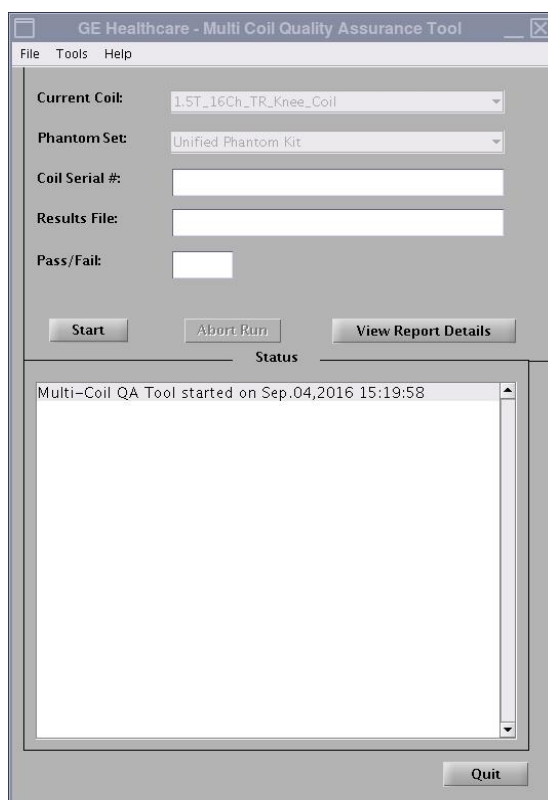 GE Healthcare - Multi Coil Quality Assurance Tool
File Tools Help
Current Coil: 1.5T_16Ch_TR_Knee_Coil
Phantom Set: Unified Phantom Kit
Coil Serial #:
Results File:
Pass/Fail:
Start Abort Run View Report Details
Status
Multi-Coil QA Tool started on Sep.04,2016 15:19:58
Quit